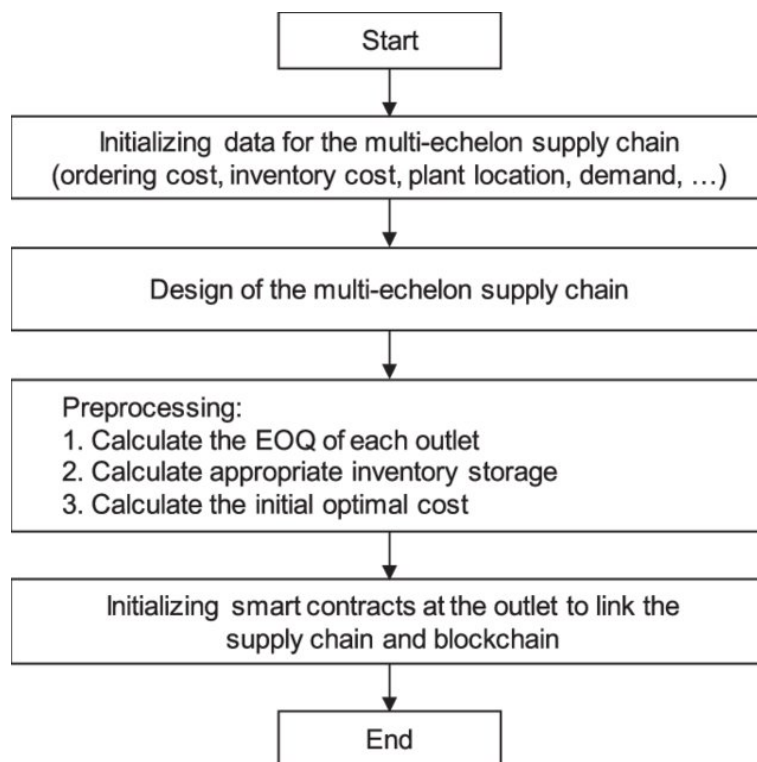 Start
Initializing data for the multi-echelon supply chain
(ordering cost, inventory cost, plant location, demand, …)
Design of the multi-echelon supply chain
Preprocessing:
1. Calculate the EOQ of each outlet
2. Calculate appropriate inventory storage
3. Calculate the initial optimal cost
Initializing smart contracts at the outlet to link the
supply chain and blockchain
End